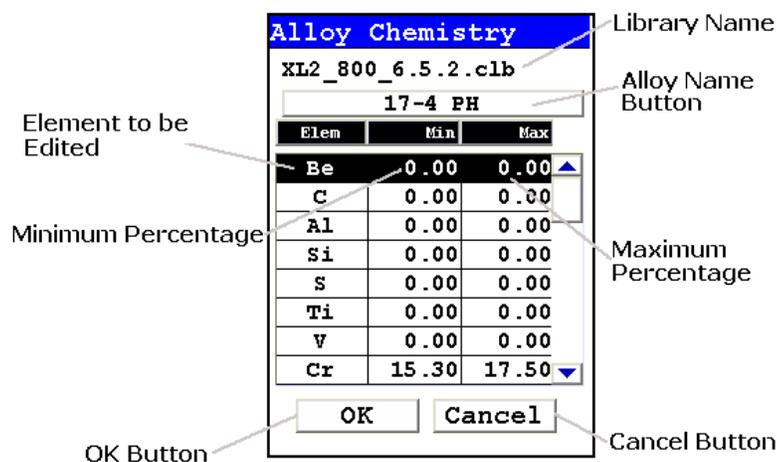 Alloy Chemistry
Library Name
XL2_800_6.5.2.clb
Alloy Name
Button
17-4 PH
Element to be
Edited
Elem Min Max
Be 0.00 0.00
C 0.00 0.00
Minimum Percentage
Al 0.00 0.00
Si 0.00 0.00
Maximum
Percentage
S 0.00 0.00
Ti 0.00 0.00
V 0.00 0.00
Cr 15.30 17.50
OK Cancel
OK Button
Cancel Button